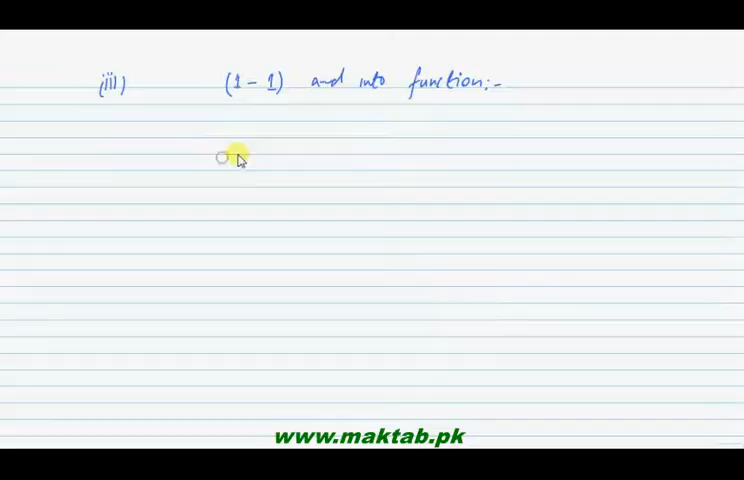 (iii) (1 - 1) and into function:-
www.maktab.pk